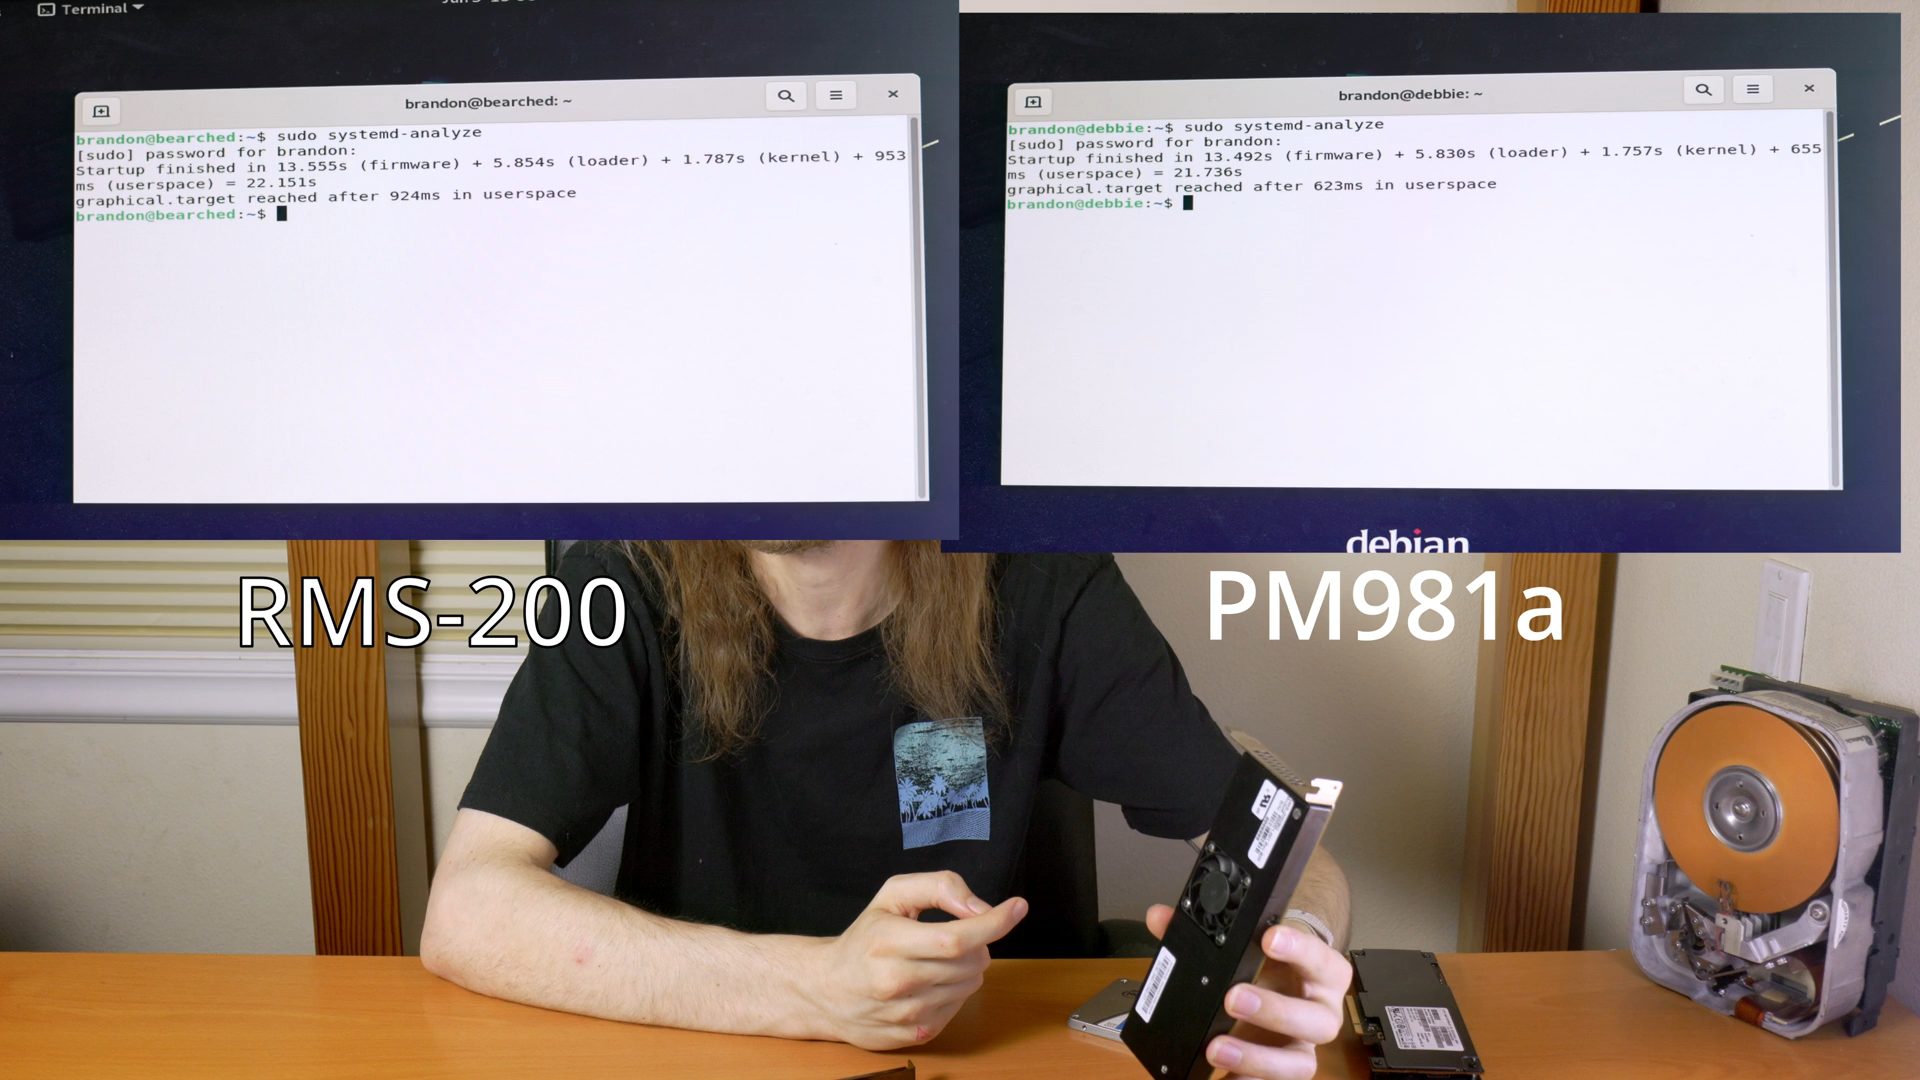 Terminal
brandon@bearched: ~
brandon@bearched:~$ sudo systemd-analyze
[sudo] password for brandon:
Startup finished in 13.555s (firmware) + 5.854s (loader) + 1.787s (kernel) + 953
ms (userspace) = 22.151s
graphical.target reached after 924ms in userspace
brandon@bearched:~$
brandon@debbie: ~
brandon@debbie:~$ sudo systemd-analyze
[sudo] password for brandon:
Startup finished in 13.492s (firmware) + 5.830s (loader) + 1.757s (kernel) + 655
ms (userspace) = 21.736s
graphical.target reached after 623ms in userspace
brandon@debbie:~$
debian
RMS-200
PM981a